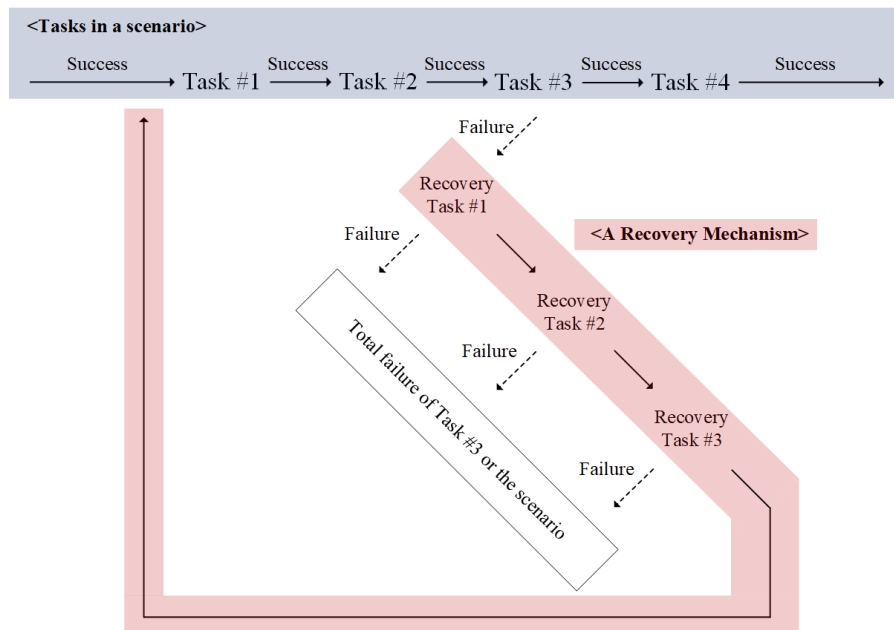 <Tasks in a scenario>
Success
Success
Success
Success
Success
Task #1
Task #2
Task #3
Task #4
Failure
Recovery
Task #1
<A Recovery Mechanism>
Failure
Recovery
Task #2
Failure
Total failure of Task #3 or the scenario
Recovery
Task #3
Failure